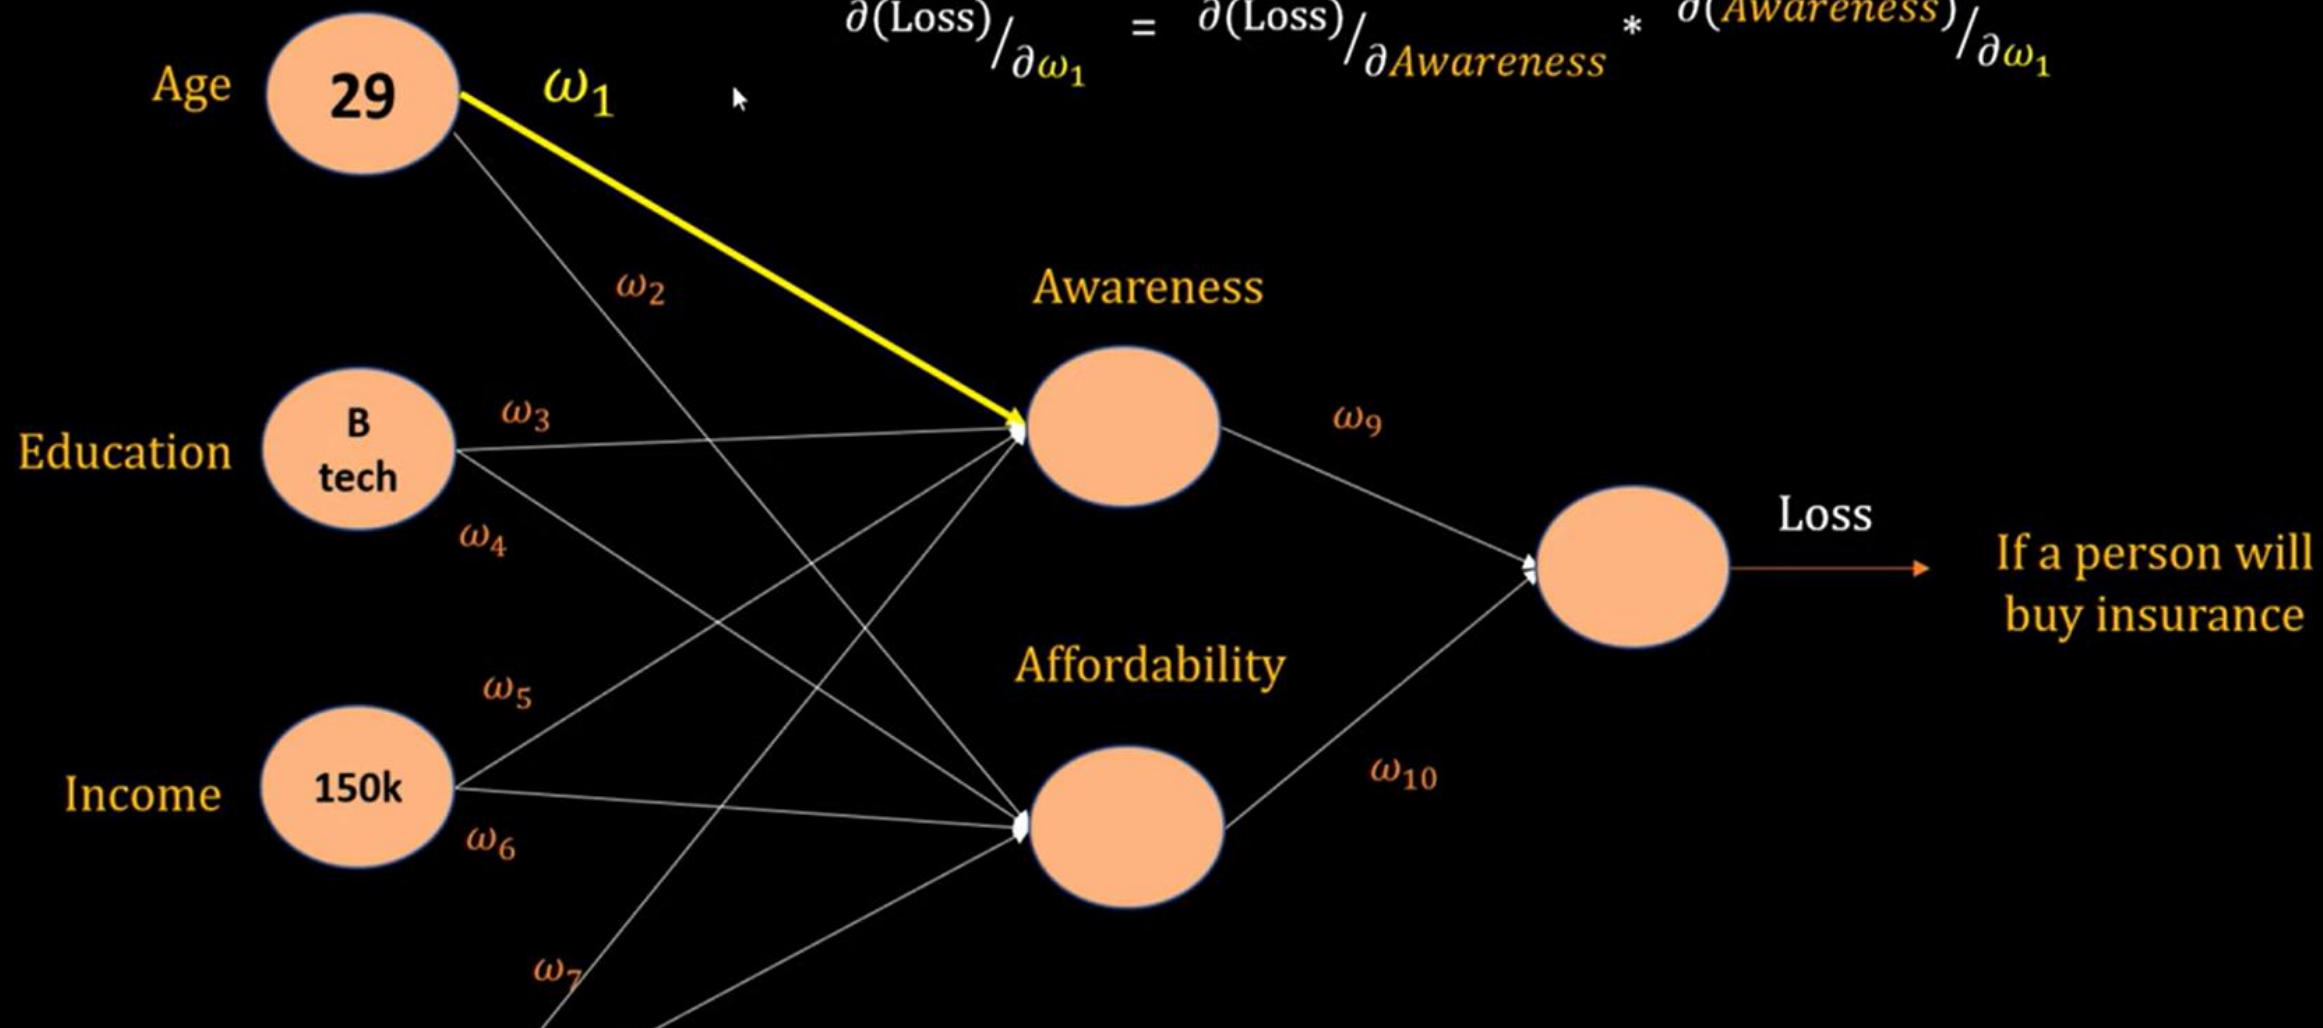 ∂(Loss)/∂ω₁ = ∂(Loss)/∂Awareness * ∂(Awareness)/∂ω₁
Age
29
ω₁
ω₂
Awareness
Education
B
tech
ω₃
ω₄
ω₉
Loss
If a person will
buy insurance
Affordability
ω₅
Income
150k
ω₆
ω₁₀
ω₇